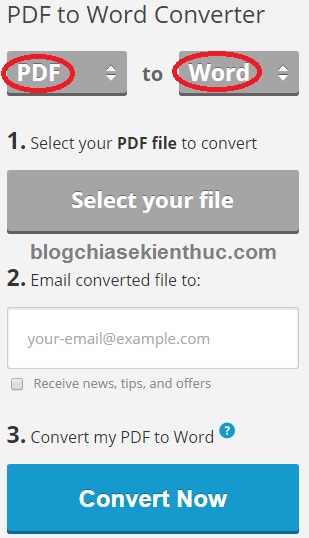 PDF to Word Converter
PDF to Word
1. Select your PDF file to convert
Select your file
blogchiasekienthuc.com
2. Email converted file to:
your-email@example.com
Receive news, tips, and offers
3. Convert my PDF to Word ?
Convert Now